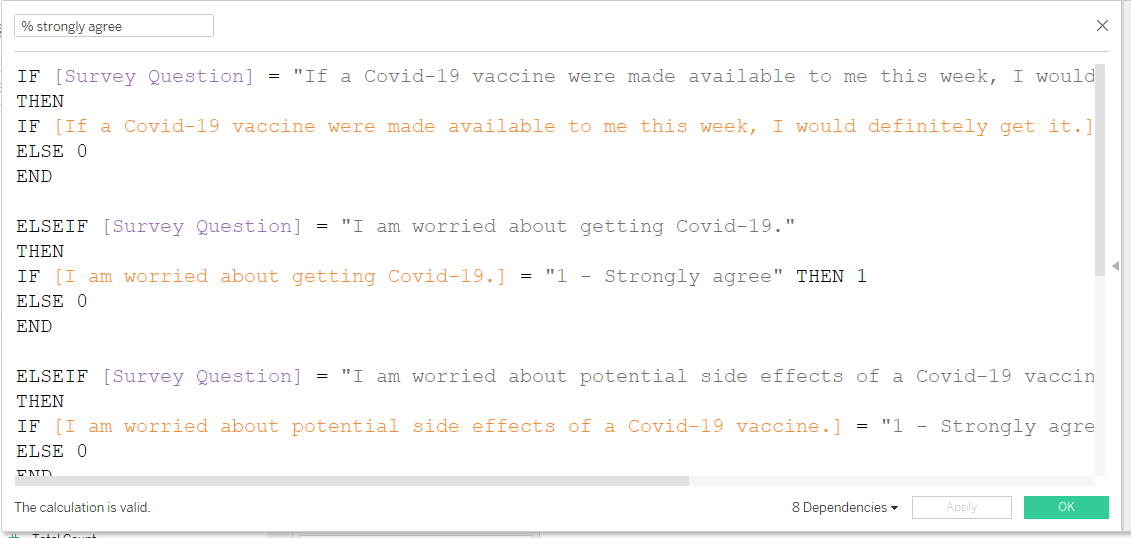 % strongly agree
IF [Survey Question] = "If a Covid-19 vaccine were made available to me this week, I would
THEN
IF [If a Covid-19 vaccine were made available to me this week, I would definitely get it.]
ELSE 0
END
ELSEIF [Survey Question] = "I am worried about getting Covid-19."
THEN
IF [I am worried about getting Covid-19.] = "1 - Strongly agree" THEN 1
ELSE 0
END
ELSEIF [Survey Question] = "I am worried about potential side effects of a Covid-19 vaccin
THEN
IF [I am worried about potential side effects of a Covid-19 vaccine.] = "1 - Strongly agre
ELSE 0
END
The calculation is valid.
8 Dependencies
Apply
OK
Total Count